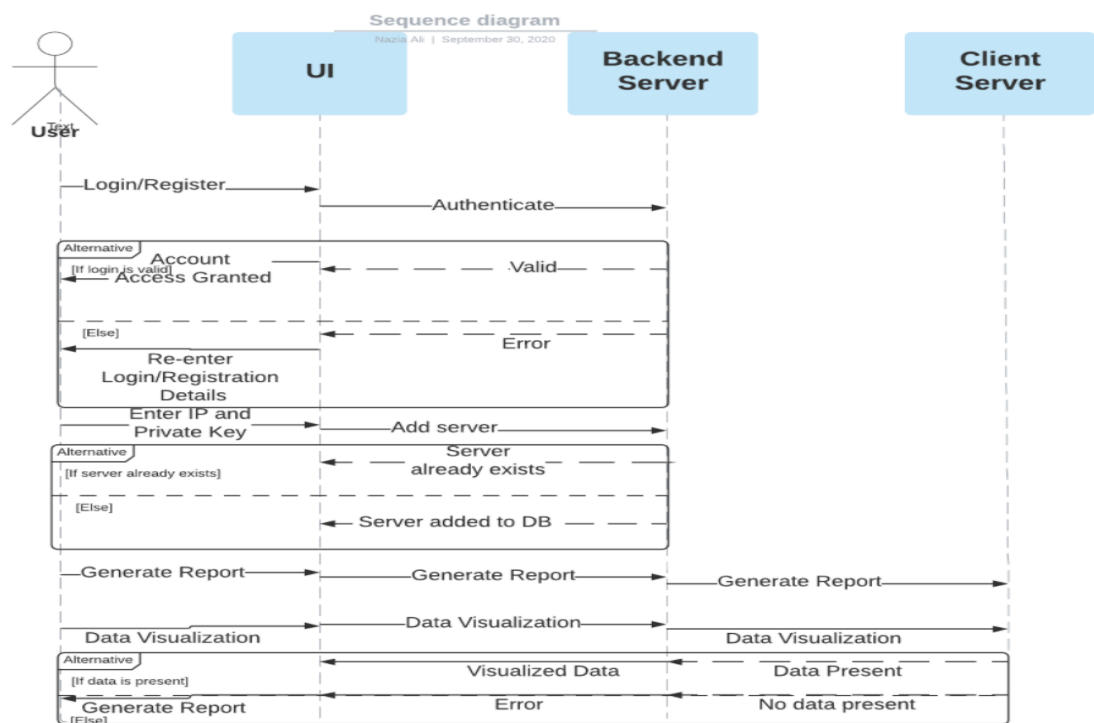 Sequence diagram
Nazia Ali | September 30, 2020
UI
Backend
Server
Client
Server
Text
User
Login/Register
Authenticate
Alternative
[If login is valid]
Account
Access Granted
Valid
[Else]
Error
Re-enter
Login/Registration
Details
Enter IP and
Private Key
Add server
Alternative
[If server already exists]
Server
already exists
[Else]
Server added to DB
Generate Report
Generate Report
Generate Report
Data Visualization
Data Visualization
Data Visualization
Alternative
[If data is present]
Visualized Data
Data Present
Generate Report
Error
No data present
[Else]